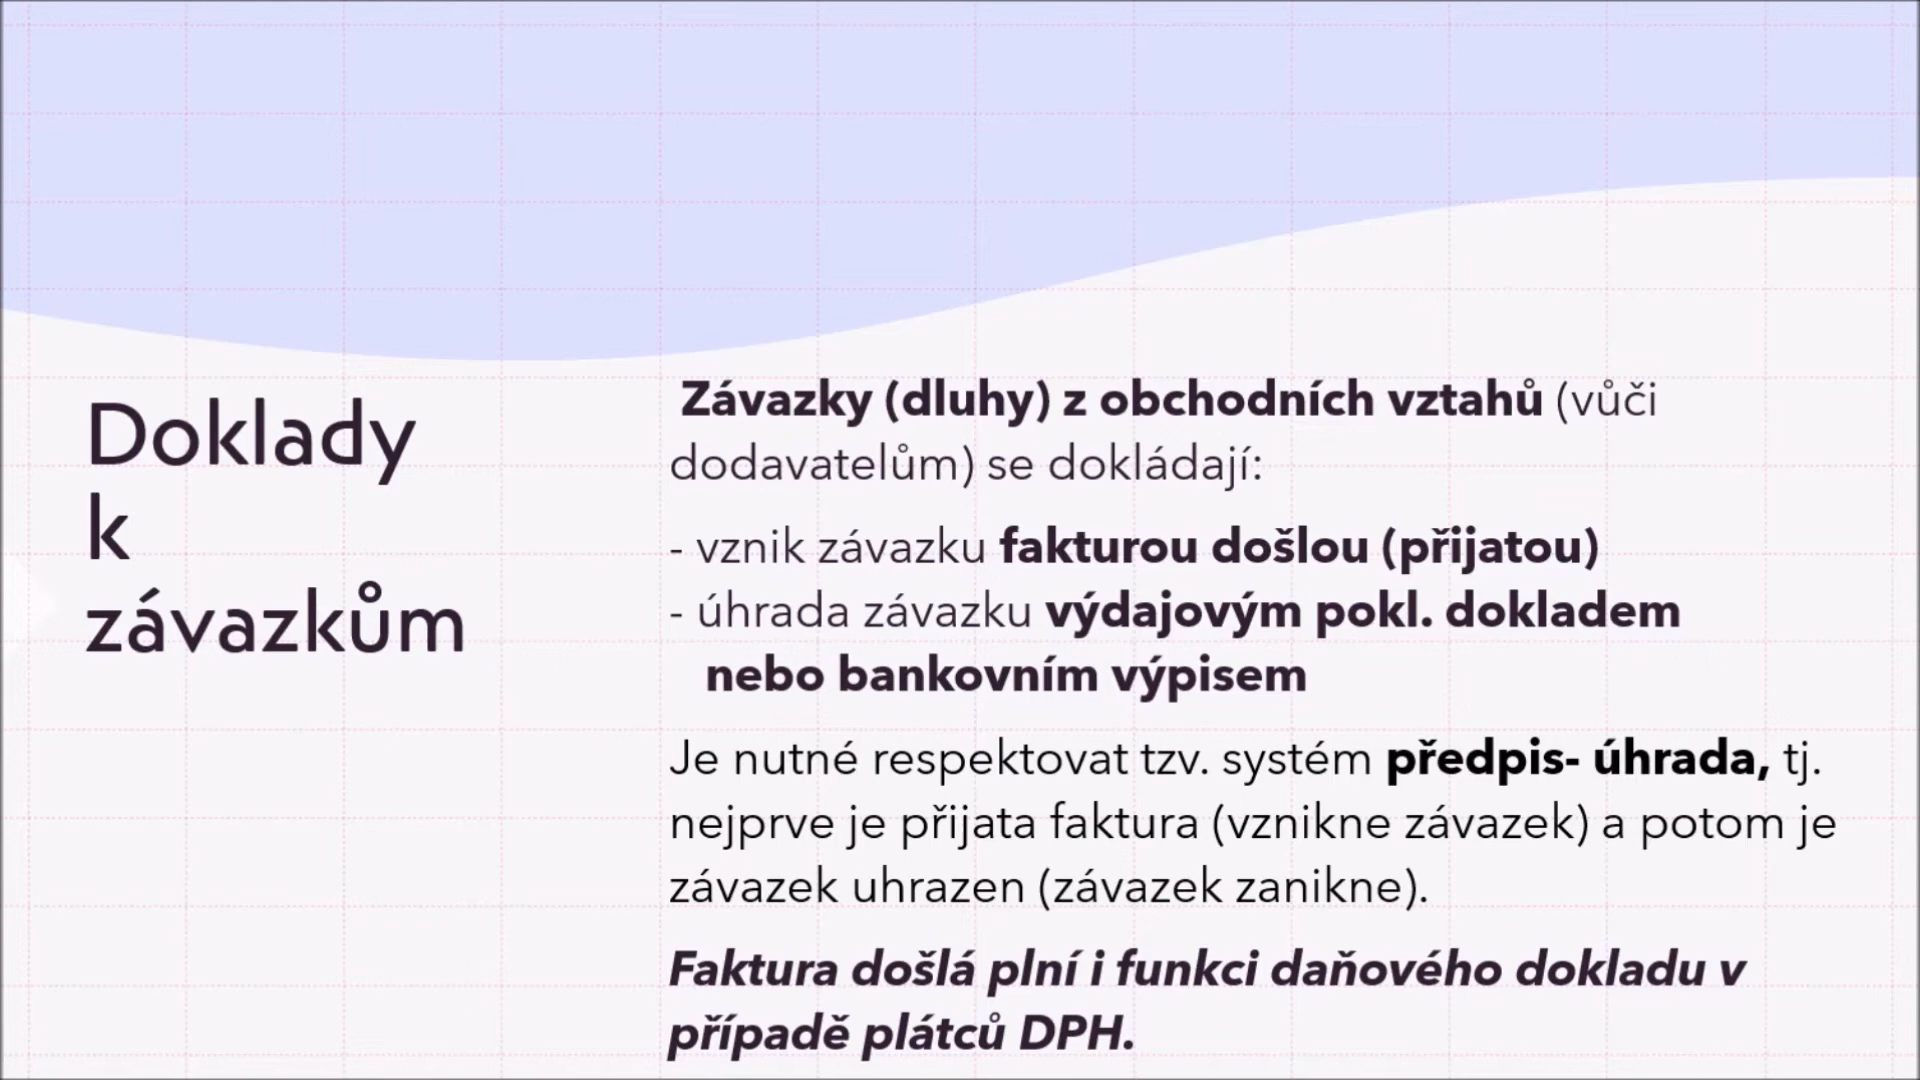 Doklady
k
závazkům
Závazky (dluhy) z obchodních vztahů (vůči
dodavatelům) se dokládají:
- vznik závazku fakturou došlou (přijatou)
- úhrada závazku výdajovým pokl. dokladem
nebo bankovním výpisem
Je nutné respektovat tzv. systém předpis- úhrada, tj.
nejprve je přijata faktura (vznikne závazek) a potom je
závazek uhrazen (závazek zanikne).
Faktura došlá plní i funkci daňového dokladu v
případě plátců DPH.